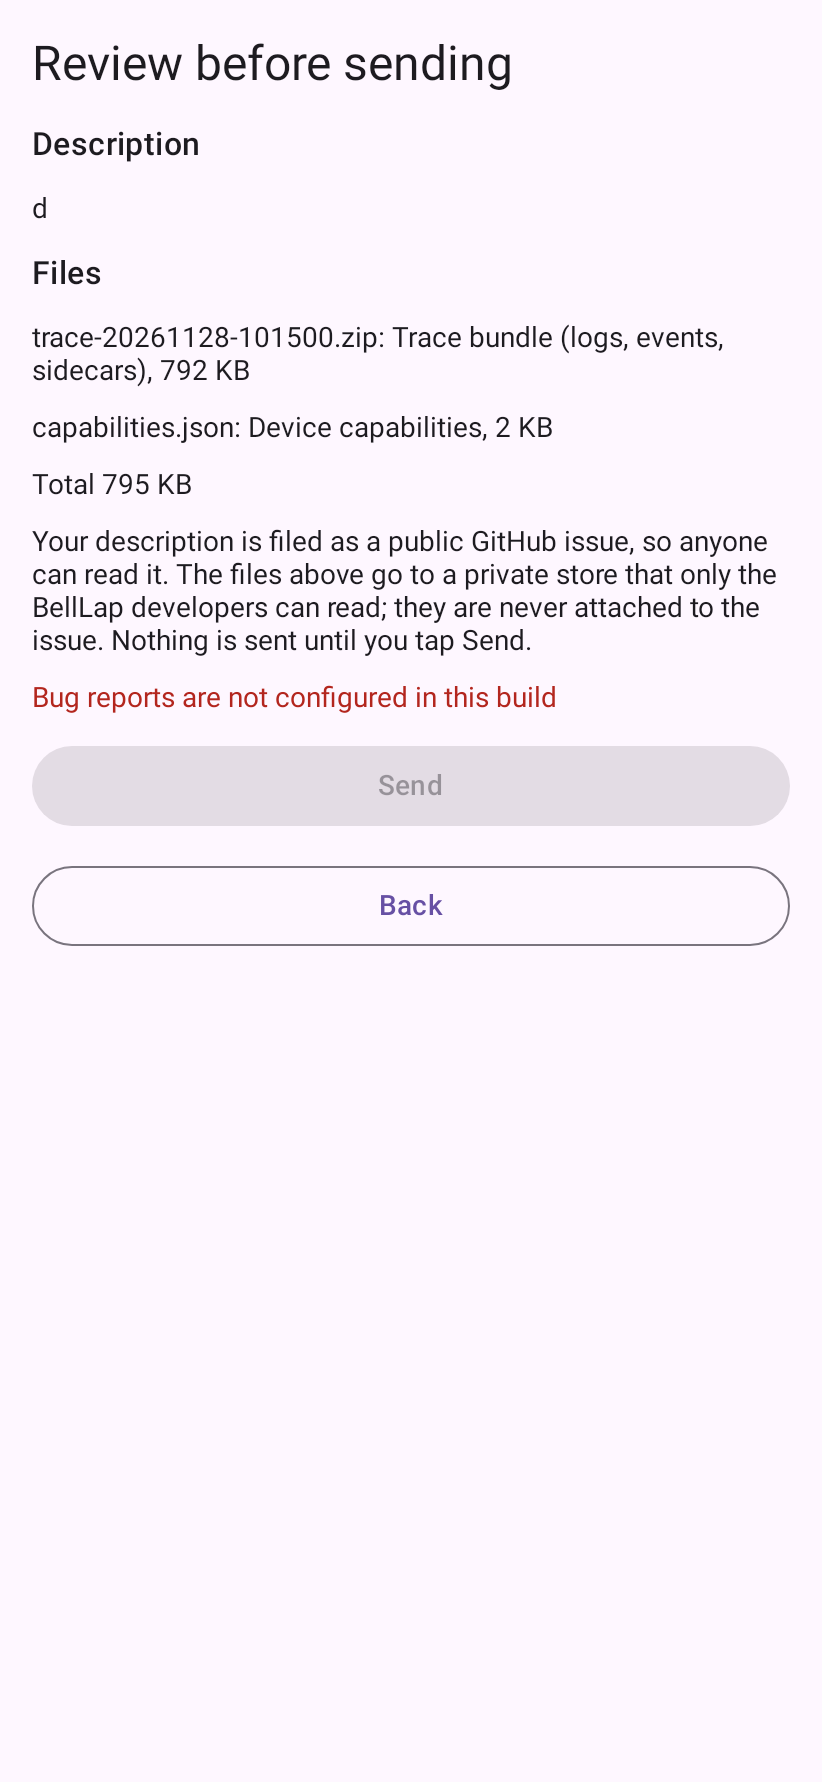 Review before sending
Description
d
Files
trace-20261128-101500.zip: Trace bundle (logs, events,
sidecars), 792 KB
capabilities.json: Device capabilities, 2 KB
Total 795 KB
Your description is filed as a public GitHub issue, so anyone
can read it. The files above go to a private store that only the
BellLap developers can read; they are never attached to the
issue. Nothing is sent until you tap Send.
Bug reports are not configured in this build
Send
Back